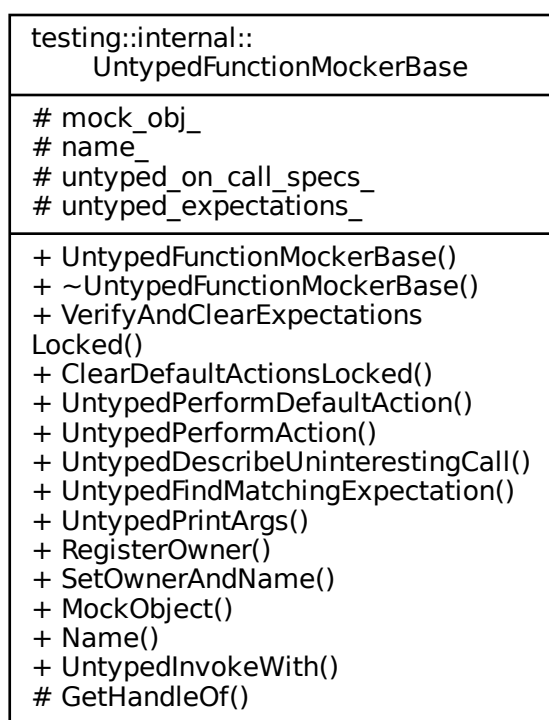 testing::internal::
UntypedFunctionMockerBase
# mock_obj_
# name_
# untyped_on_call_specs_
# untyped_expectations_
+ UntypedFunctionMockerBase()
+ ~UntypedFunctionMockerBase()
+ VerifyAndClearExpectations
Locked()
+ ClearDefaultActionsLocked()
+ UntypedPerformDefaultAction()
+ UntypedPerformAction()
+ UntypedDescribeUninterestingCall()
+ UntypedFindMatchingExpectation()
+ UntypedPrintArgs()
+ RegisterOwner()
+ SetOwnerAndName()
+ MockObject()
+ Name()
+ UntypedInvokeWith()
# GetHandleOf()